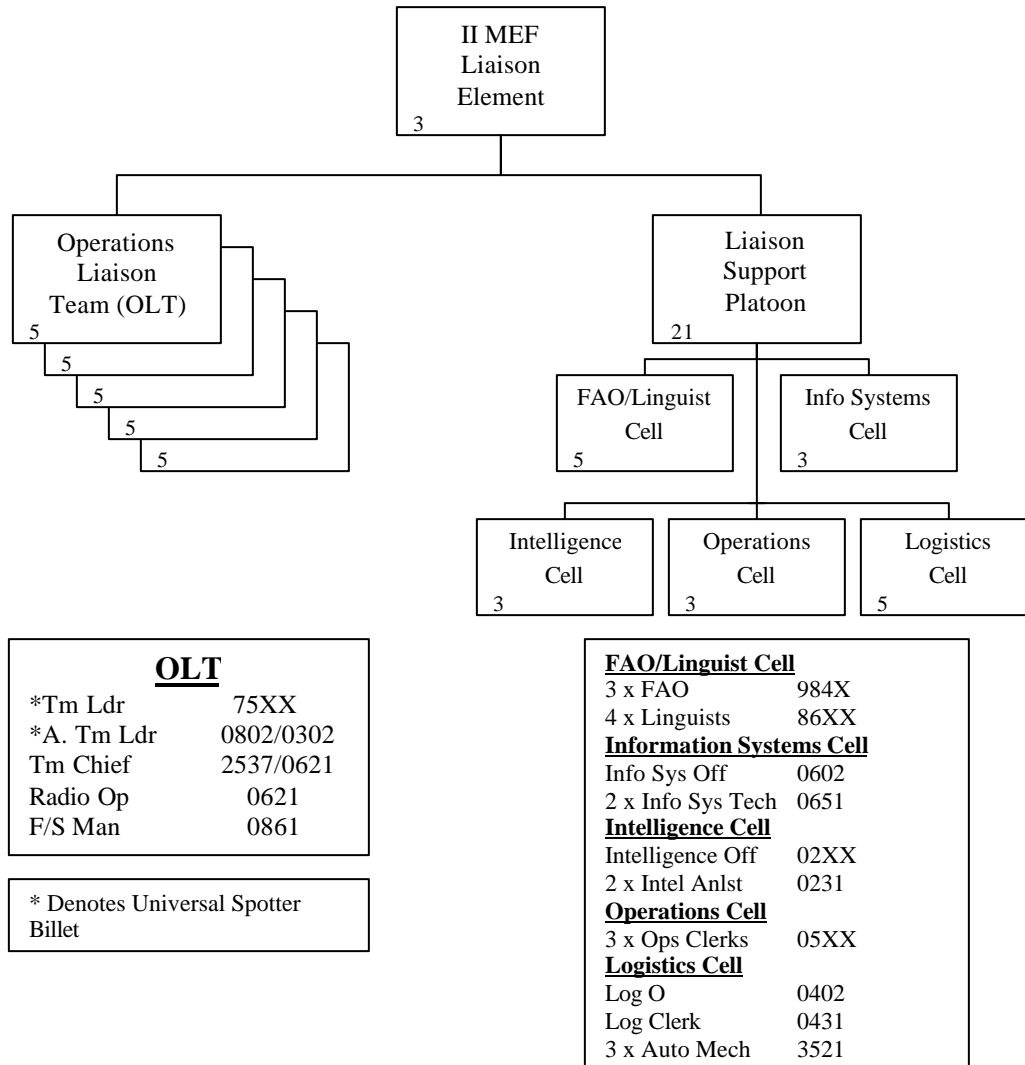 II MEF
Liaison
Element
3
Operations
Liaison
Team (OLT)
5
5
5
5
5
Liaison
Support
Platoon
21
FAO/Linguist
Cell
5
Info Systems
Cell
3
Intelligence
Cell
3
Operations
Cell
3
Logistics
Cell
5
OLT
*Tm Ldr 75XX
*A. Tm Ldr 0802/0302
Tm Chief 2537/0621
Radio Op 0621
F/S Man 0861
* Denotes Universal Spotter
Billet
FAO/Linguist Cell
3 x FAO 984X
4 x Linguists 86XX
Information Systems Cell
Info Sys Off 0602
2 x Info Sys Tech 0651
Intelligence Cell
Intelligence Off 02XX
2 x Intel Anlst 0231
Operations Cell
3 x Ops Clerks 05XX
Logistics Cell
Log O 0402
Log Clerk 0431
3 x Auto Mech 3521